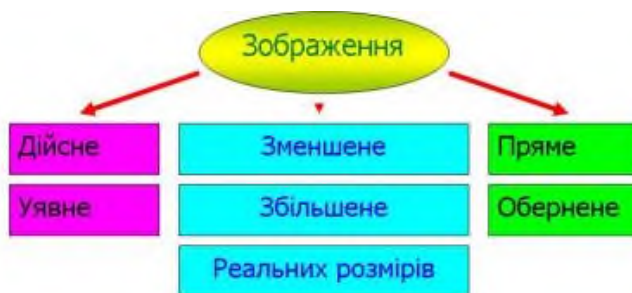 Зображення
Дійсне
Зменшене
Пряме
Уявне
Збільшене
Обернене
Реальних розмірів